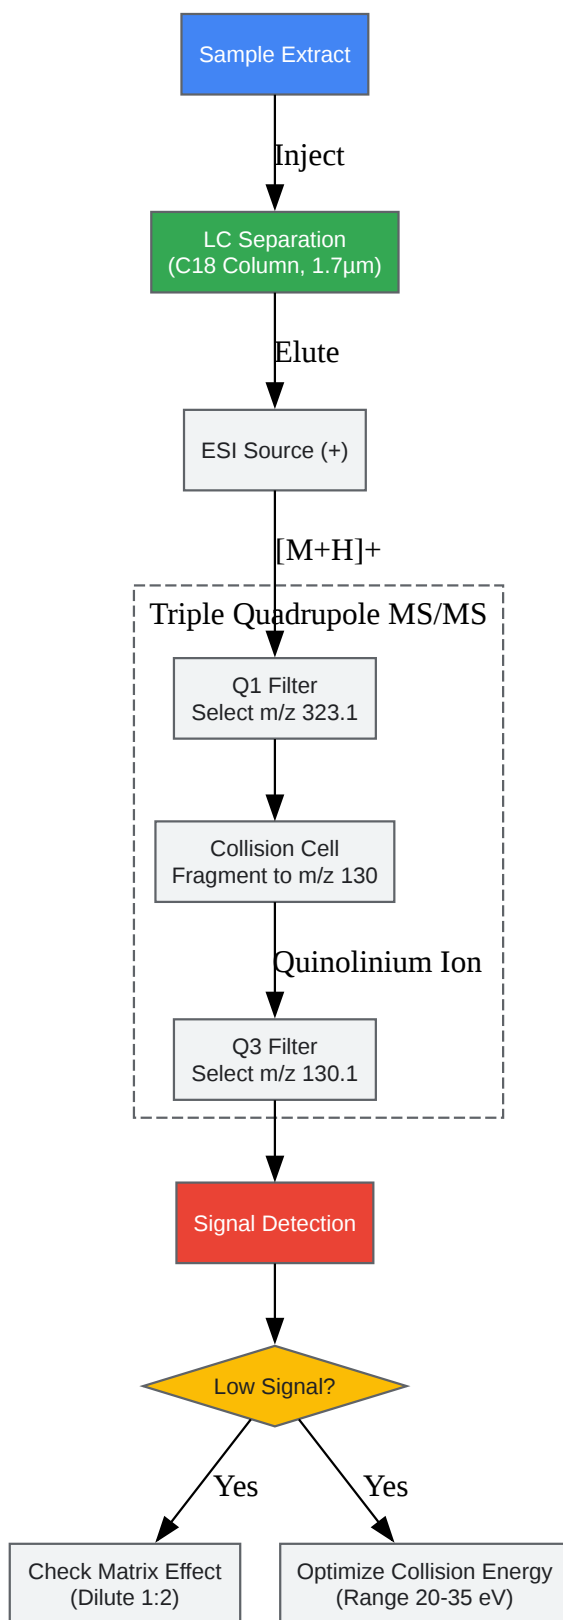 Sample Extract
Inject
LC Separation
(C18 Column, 1.7µm)
Elute
ESI Source (+)
[M+H]+
Triple Quadrupole MS/MS
Q1 Filter
Select m/z 323.1
Collision Cell
Fragment to m/z 130
Quinolinium Ion
Q3 Filter
Select m/z 130.1
Signal Detection
Low Signal?
Yes
Yes
Check Matrix Effect
(Dilute 1:2)
Optimize Collision Energy
(Range 20-35 eV)